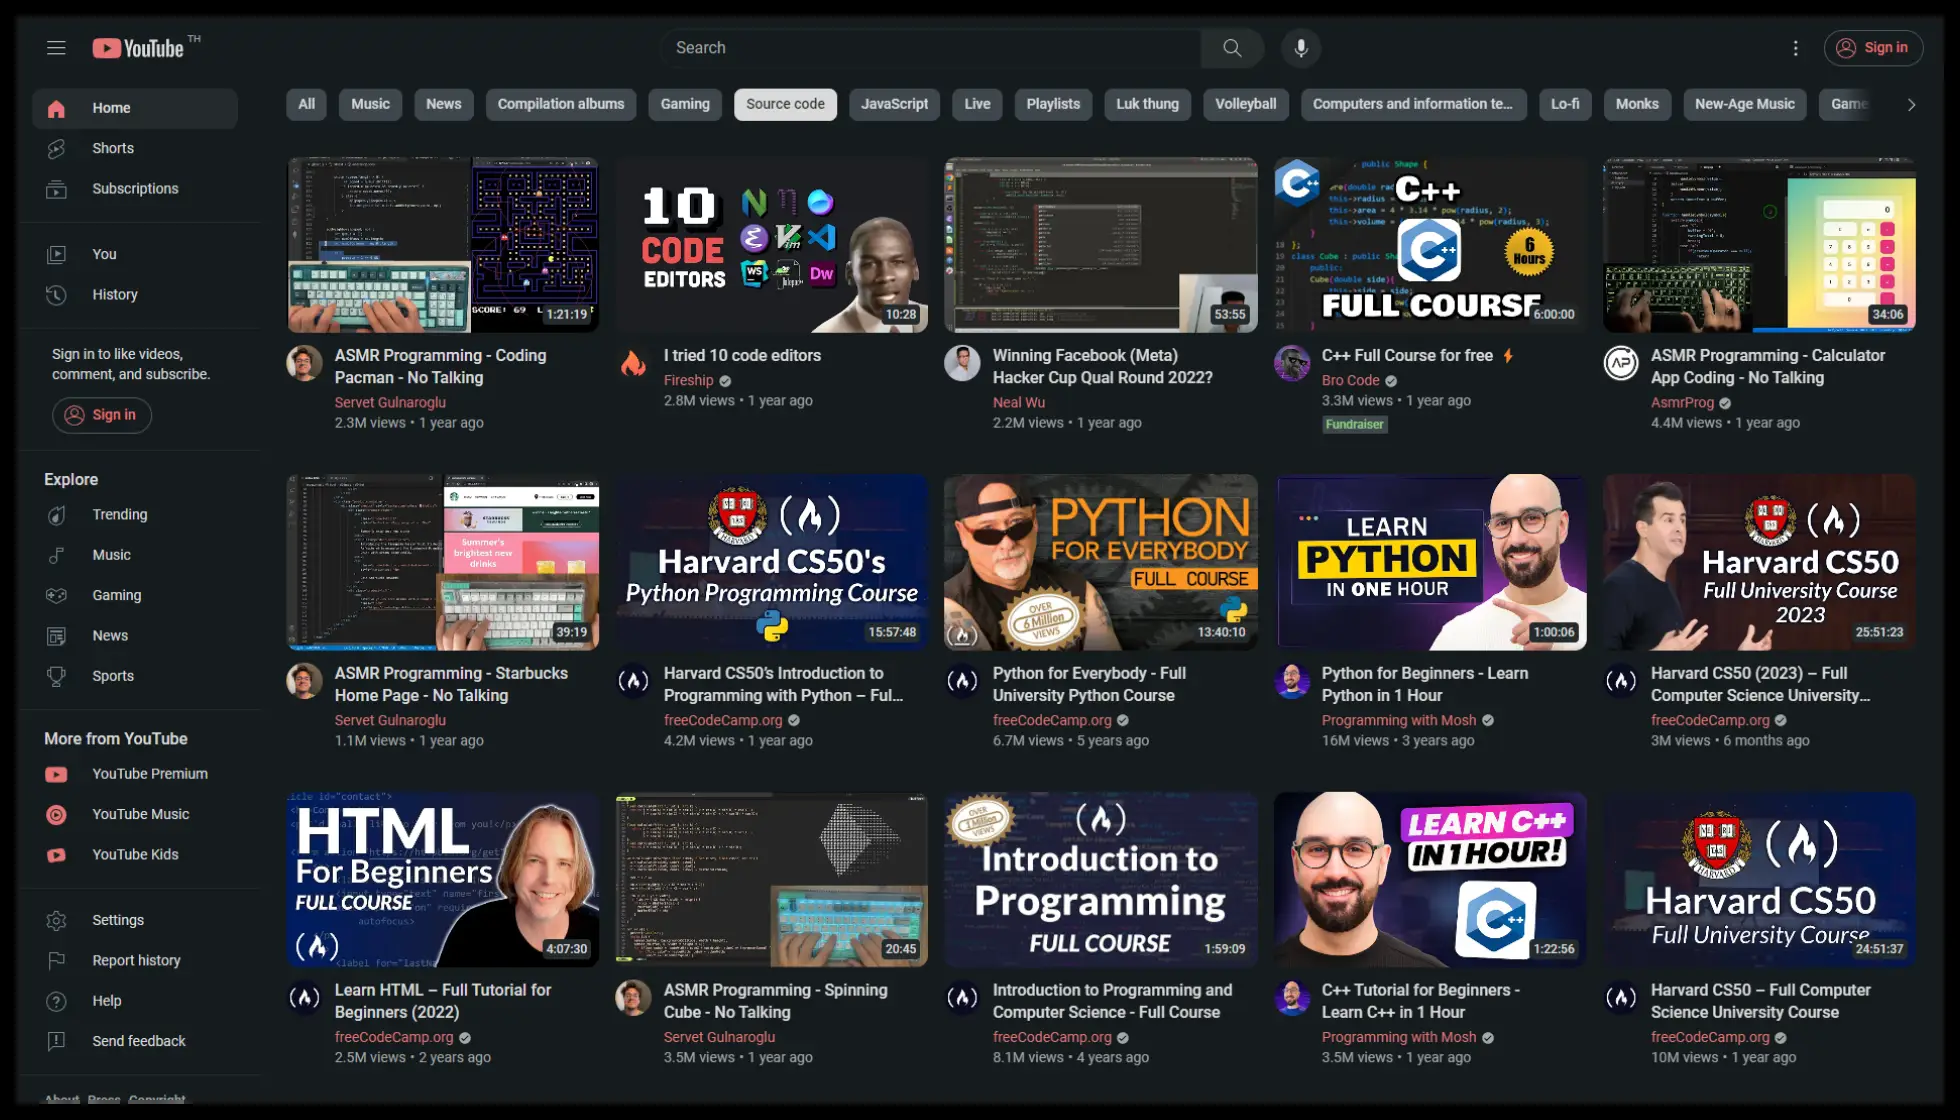 YouTube TH
Search
Sign in
Home
Shorts
Subscriptions
You
History
Sign in to like videos,
comment, and subscribe.
Sign in
Explore
Trending
Music
Gaming
News
Sports
More from YouTube
YouTube Premium
YouTube Music
YouTube Kids
Settings
Report history
Help
Send feedback
About Press Copyright
All Music News Compilation albums Gaming Source code JavaScript Live Playlists Luk thung Volleyball Computers and information te... Lo-fi Monks New-Age Music Game
1:21:19
ASMR Programming - Coding
Pacman - No Talking
Servet Gulnaroglu
2.3M views • 1 year ago
10
CODE
EDITORS
10:28
I tried 10 code editors
Fireship
2.8M views • 1 year ago
53:55
Winning Facebook (Meta)
Hacker Cup Qual Round 2022?
Neal Wu
2.2M views • 1 year ago
C++
6
Hours
FULL COURSE
6:00:00
C++ Full Course for free
Bro Code
3.3M views • 1 year ago
Fundraiser
34:06
ASMR Programming - Calculator
App Coding - No Talking
AsmrProg
4.4M views • 1 year ago
Summer's
brightest new
drinks
39:19
ASMR Programming - Starbucks
Home Page - No Talking
Servet Gulnaroglu
1.1M views • 1 year ago
Harvard CS50's
Python Programming Course
15:57:48
Harvard CS50's Introduction to
Programming with Python – Ful...
freeCodeCamp.org
4.2M views • 1 year ago
PYTHON
FOR EVERYBODY
FULL COURSE
OVER
6 Million
VIEWS
13:40:10
Python for Everybody - Full
University Python Course
freeCodeCamp.org
6.7M views • 5 years ago
LEARN
PYTHON
IN ONE HOUR
1:00:06
Python for Beginners - Learn
Python in 1 Hour
Programming with Mosh
16M views • 3 years ago
Harvard CS50
Full University Course
2023
25:51:23
Harvard CS50 (2023) – Full
Computer Science University...
freeCodeCamp.org
3M views • 6 months ago
HTML
For Beginners
FULL COURSE
4:07:30
Learn HTML – Full Tutorial for
Beginners (2022)
freeCodeCamp.org
2.5M views • 2 years ago
20:45
ASMR Programming - Spinning
Cube - No Talking
Servet Gulnaroglu
3.5M views • 1 year ago
Introduction to
Programming
FULL COURSE
1:59:09
Introduction to Programming and
Computer Science - Full Course
freeCodeCamp.org
8.1M views • 4 years ago
LEARN C++
IN 1 HOUR!
1:22:56
C++ Tutorial for Beginners -
Learn C++ in 1 Hour
Programming with Mosh
3.5M views • 1 year ago
Harvard CS50
Full University Course
24:51:37
Harvard CS50 – Full Computer
Science University Course
freeCodeCamp.org
10M views • 1 year ago